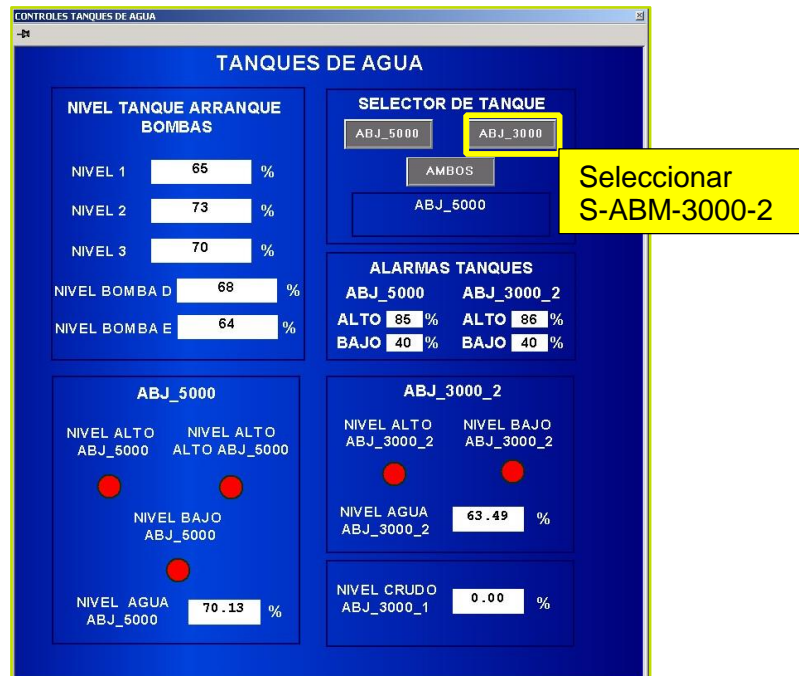 CONTROLES TANQUES DE AGUA
TANQUES DE AGUA
NIVEL TANQUE ARRANQUE
BOMBAS
NIVEL 1 65 %
NIVEL 2 73 %
NIVEL 3 70 %
NIVEL BOMBA D 68 %
NIVEL BOMBA E 64 %
SELECTOR DE TANQUE
ABJ_5000 ABJ_3000
AMBOS
ABJ_5000
Seleccionar
S-ABM-3000-2
ALARMAS TANQUES
ABJ_5000 ABJ_3000_2
ALTO 85 % ALTO 86 %
BAJO 40 % BAJO 40 %
ABJ_5000
NIVEL ALTO NIVEL ALTO
ABJ_5000 ALTO ABJ_5000
NIVEL BAJO
ABJ_5000
NIVEL AGUA 70.13 %
ABJ_5000
ABJ_3000_2
NIVEL ALTO NIVEL BAJO
ABJ_3000_2 ABJ_3000_2
NIVEL AGUA 63.49 %
ABJ_3000_2
NIVEL CRUDO 0.00 %
ABJ_3000_1